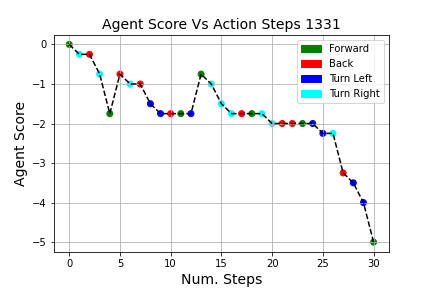 Agent Score Vs Action Steps 1331
Forward
Back
Turn Left
Turn Right
Agent Score
0
−1
−2
−3
−4
−5
0 5 10 15 20 25 30
Num. Steps